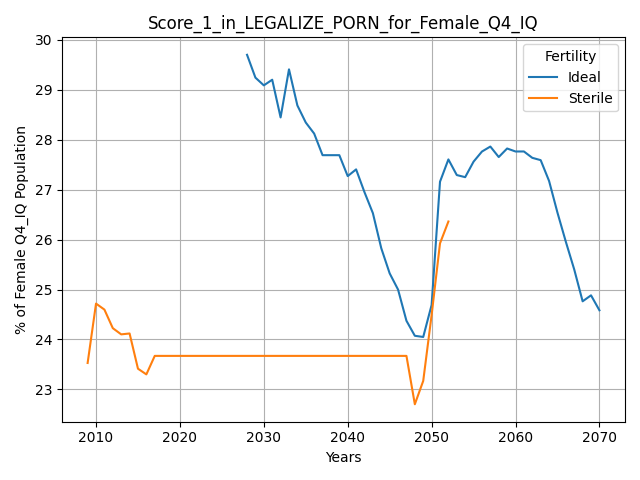 Score_1_in_LEGALIZE_PORN_for_Female_Q4_IQ
Fertility
Ideal
Sterile
% of Female Q4_IQ Population
30
29
28
27
26
25
24
23
2010 2020 2030 2040 2050 2060 2070
Years